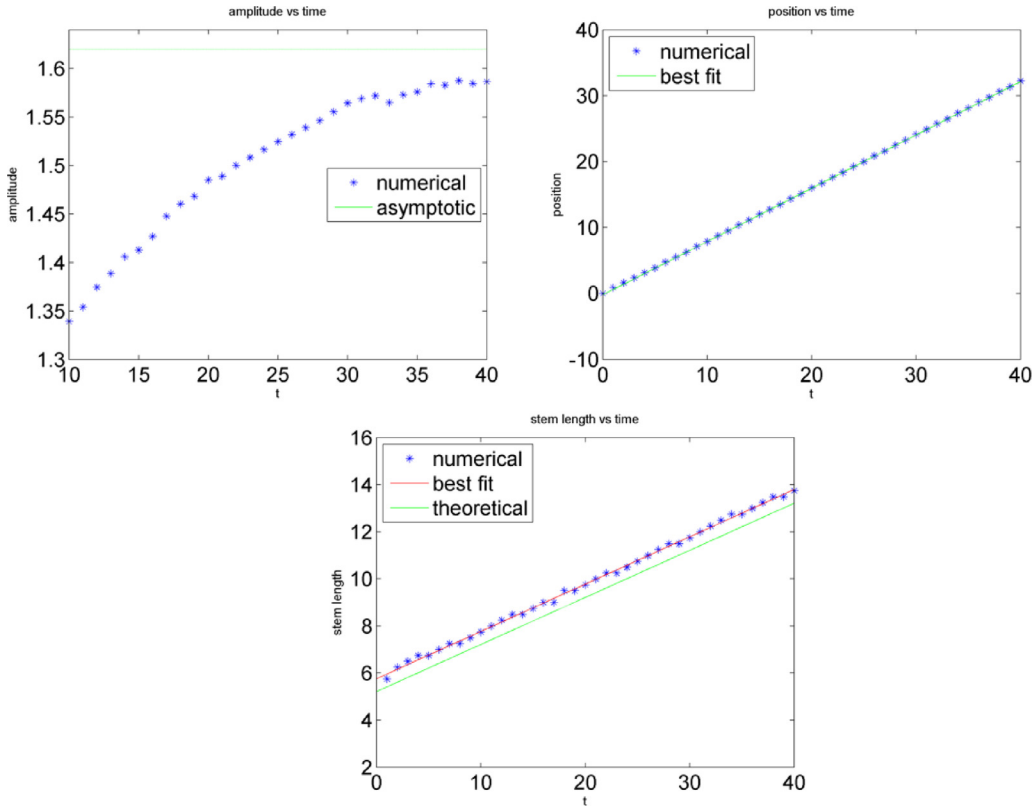 amplitude vs time
1.6
1.55
1.5
1.45
1.4
1.35
1.3
amplitude
numerical
asymptotic
10 15 20 25 30 35 40
t
position vs time
40
30
20
10
0
-10
position
numerical
best fit
0 10 20 30 40
t
stem length vs time
16
14
12
10
8
6
4
2
stem length
numerical
best fit
theoretical
0 10 20 30 40
t